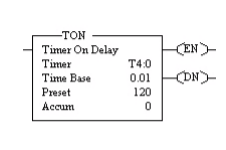 TON
Timer On Delay
EN
Timer T4:0
Time Base 0.01
DN
Preset 120
Accum 0